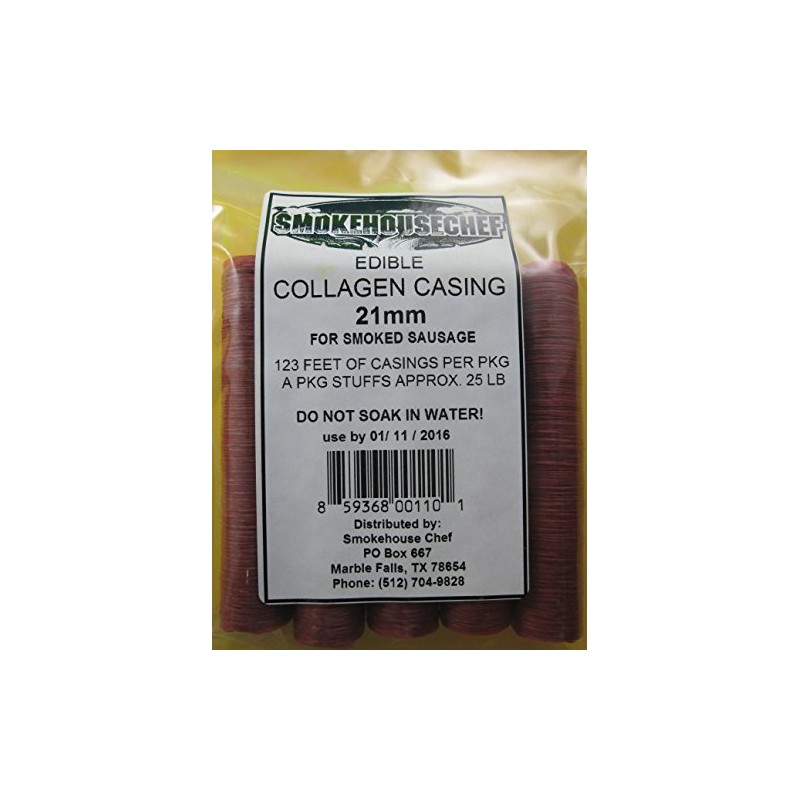 SMOKEHOUSECHEF
EDIBLE
COLLAGEN CASING
21mm
FOR SMOKED SAUSAGE
123 FEET OF CASINGS PER PKG
A PKG STUFFS APPROX. 25 LB
DO NOT SOAK IN WATER!
use by 01/ 11 / 2016
8 59368 00110 1
Distributed by:
Smokehouse Chef
PO Box 667
Marble Falls, TX 78654
Phone: (512) 704-9828